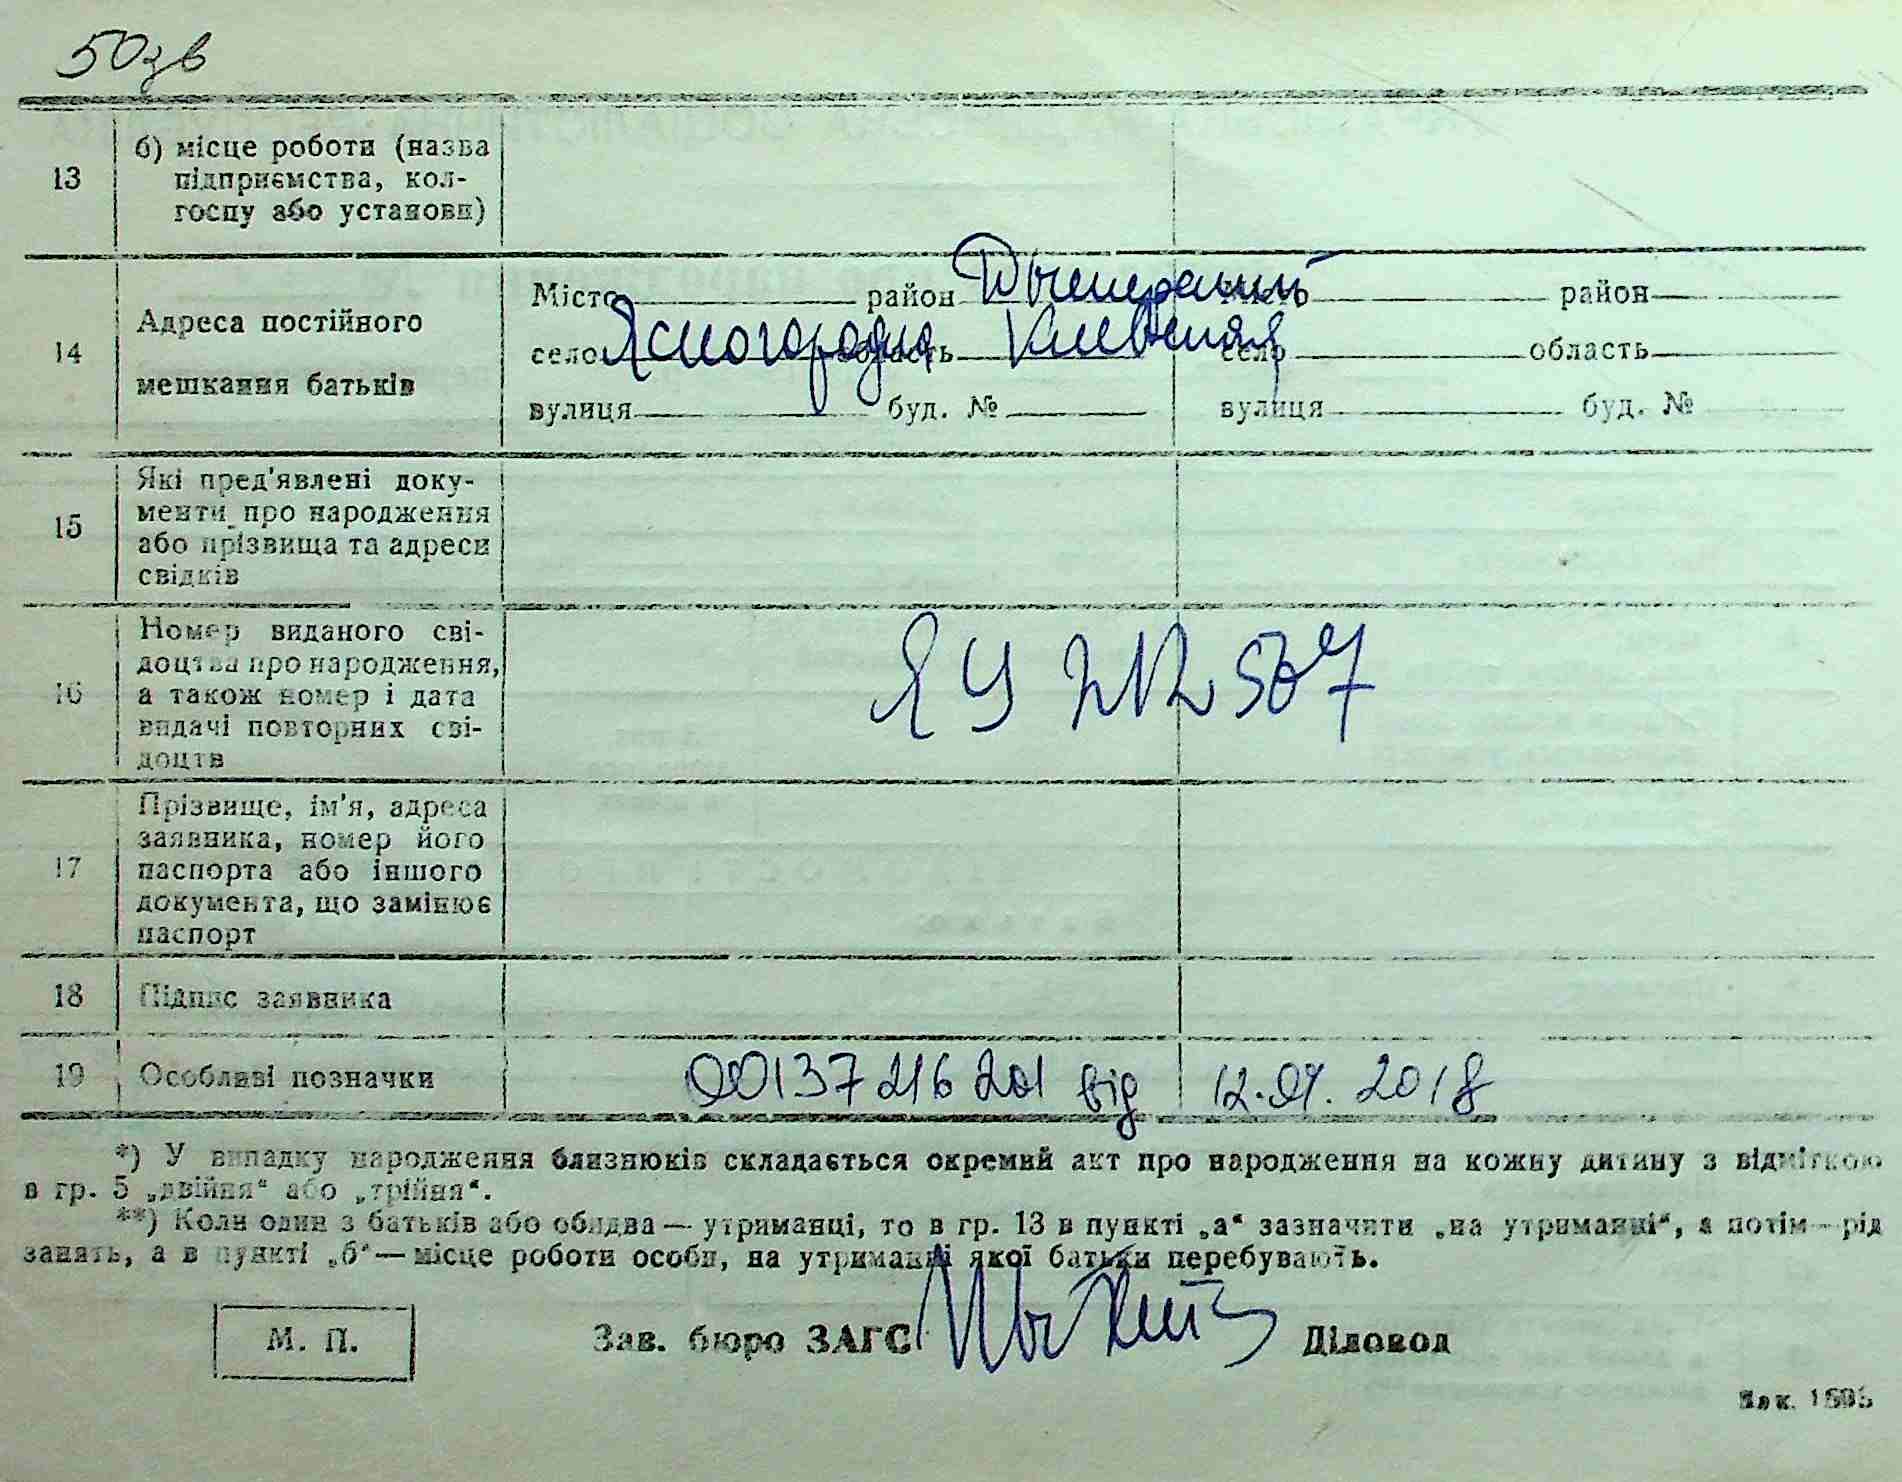 50зв
13 б) місце роботи (назва
підприємства, кол-
госпу або установи)
Місто район Дымерский Місто район
14 Адреса постійного
мешкання батьків
село Ясногородка область Киевская село область
вулиця буд. № вулиця буд. №
15 Які пред'явлені доку-
менти про народження
або прізвища та адреси
свідків
16 Номер виданого сві-
доцтва про народження,
а також номер і дата
видачі повторних сві-
доцтв
ЯУ 212507
17 Прізвище, ім'я, адреса
заявника, номер його
паспорта або іншого
документа, що замінює
паспорт
18 Підпис заявника
19 Особливі позначки 00137216201 від 12.07.2018
*) У випадку народження близнюків складається окремий акт про народження на кожну дитину з відміткою
в гр. 5 „двійня“ або „трійня“.
**) Коли один з батьків або обидва — утриманці, то в гр. 13 в пункті „а“ зазначити „на утриманні“, а потім — рід
занять, а в пункті „б“ — місце роботи особи, на утриманні якої батьки перебувають.
М. П. Зав. бюро ЗАГС Діловод
Зак.